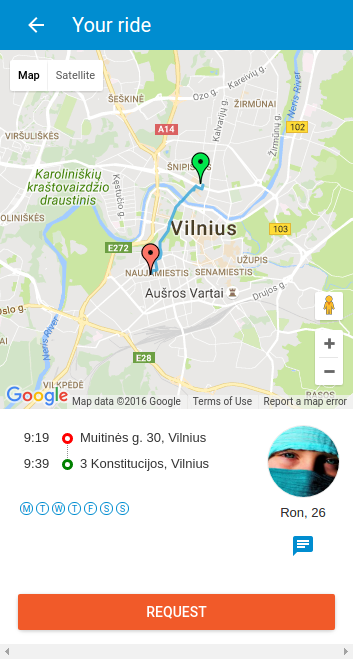 Your ride
Map Satellite
Ozo g.
Kareivių g.
ŠEŠKINĖ
Kalvarijų g.
ŽIRMŪNAI
Neris River
A14
102
VIRŠULIŠKĖS
Žirmūnų g.
ŠNIPIŠ
Karoliniškių
kraštovaizdžio
draustinis
Kęstučio g.
OLINIŠKĖS
Vilnius
103
E272
UŽUPIS
NAUJAMIESTIS
SENAMIESTIS
Aušros Vartai
Drujos g.
slo g.
Neris River
E28
VILKPĖDĖ
RASOS
Google
Map data ©2016 Google
Terms of Use
Report a map error
9:19 Muitinės g. 30, Vilnius
9:39 3 Konstitucijos, Vilnius
M T W T F S S
Ron, 26
REQUEST